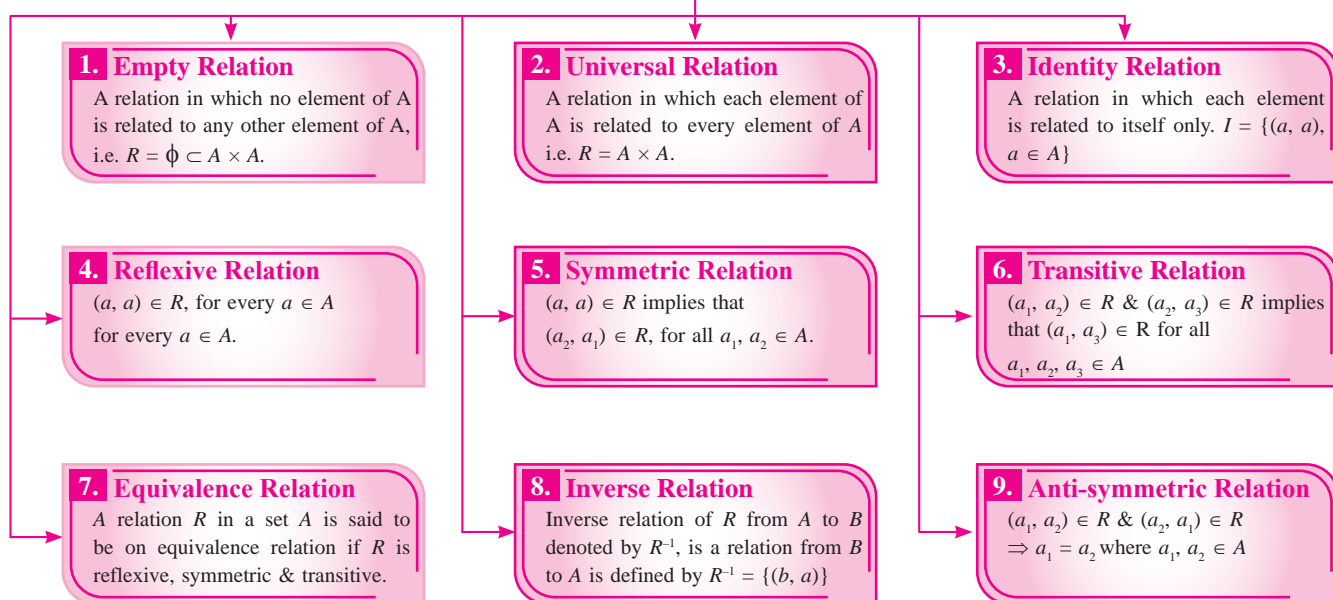 1. Empty Relation
A relation in which no element of A
is related to any other element of A,
i.e. R = ϕ ⊂ A × A.
2. Universal Relation
A relation in which each element of
A is related to every element of A
i.e. R = A × A.
3. Identity Relation
A relation in which each element
is related to itself only. I = {(a, a),
a ∈ A}
4. Reflexive Relation
(a, a) ∈ R, for every a ∈ A
for every a ∈ A.
5. Symmetric Relation
(a, a) ∈ R implies that
(a₂, a₁) ∈ R, for all a₁, a₂ ∈ A.
6. Transitive Relation
(a₁, a₂) ∈ R & (a₂, a₃) ∈ R implies
that (a₁, a₃) ∈ R for all
a₁, a₂, a₃ ∈ A
7. Equivalence Relation
A relation R in a set A is said to
be on equivalence relation if R is
reflexive, symmetric & transitive.
8. Inverse Relation
Inverse relation of R from A to B
denoted by R⁻¹, is a relation from B
to A is defined by R⁻¹ = {(b, a)}
9. Anti-symmetric Relation
(a₁, a₂) ∈ R & (a₂, a₁) ∈ R
⇒ a₁ = a₂ where a₁, a₂ ∈ A